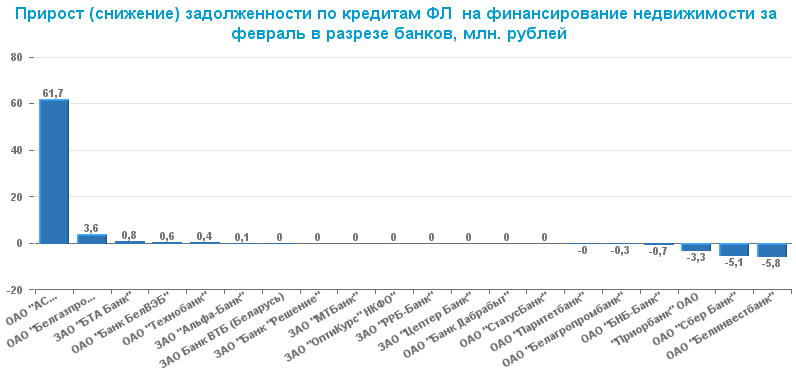 Прирост (снижение) задолженности по кредитам ФЛ на финансирование недвижимости за
февраль в разрезе банков, млн. рублей
80
60
40
20
0
-20
61,7
3,6
0,8
0,6
0,4
0,1
0
0
0
0
0
0
0
0
-0
-0,3
-0,7
-3,3
-5,1
-5,8
ОАО "АС...
ОАО "Белгазпро...
ЗАО "БТА Банк"
ОАО "Банк БелВЭБ"
ОАО "Технобанк"
ЗАО "Альфа-Банк"
ЗАО Банк ВТБ (Беларусь)
ЗАО "Банк "Решение"
ЗАО "МТБанк"
ЗАО "ОптиКурс" НКФО"
ЗАО "РРБ-Банк"
ЗАО "Цептер Банк"
ОАО "Банк Дабрабыт"
ОАО "СтатусБанк"
ОАО "Паритетбанк"
ОАО "Белагропромбанк"
ОАО "БНБ-Банк"
"Приорбанк" ОАО
ОАО "Сбер Банк"
ОАО "Белинвестбанк"